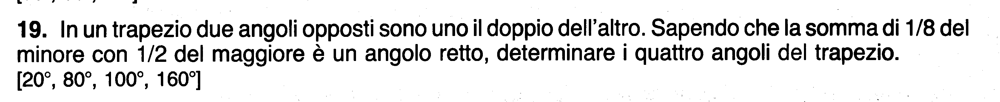 19. In un trapezio due angoli opposti sono uno il doppio dell'altro. Sapendo che la somma di 1/8 del
minore con 1/2 del maggiore è un angolo retto, determinare i quattro angoli del trapezio.
[20°, 80°, 100°, 160°]